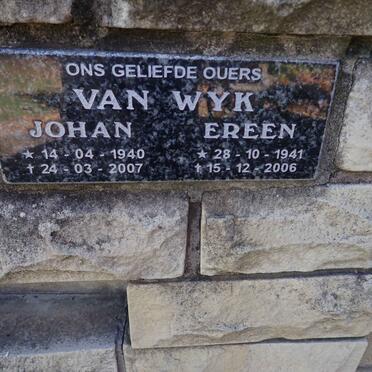 ONS GELIEFDE OUERS
VAN WYK
JOHAN EREEN
★ 14 - 04 - 1940 ★ 28 - 10 - 1941
✝ 24 - 03 - 2007 ✝ 15 - 12 - 2006